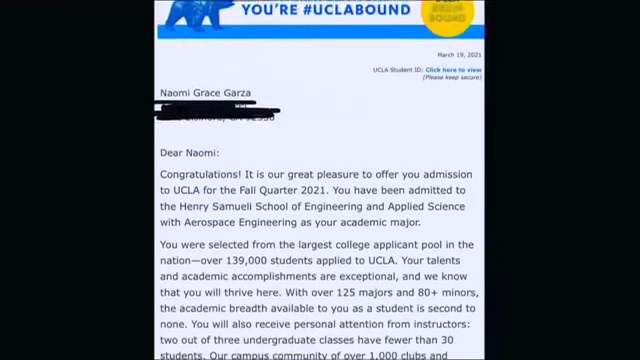 YOU'RE #UCLABOUND
BRUIN
BOUND
March 19, 2021
UCLA Student ID: Click here to view
(Please keep secure)
Naomi Grace Garza
Dear Naomi:
Congratulations! It is our great pleasure to offer you admission
to UCLA for the Fall Quarter 2021. You have been admitted to
the Henry Samueli School of Engineering and Applied Science
with Aerospace Engineering as your academic major.
You were selected from the largest college applicant pool in the
nation—over 139,000 students applied to UCLA. Your talents
and academic accomplishments are exceptional, and we know
that you will thrive here. With over 125 majors and 80+ minors,
the academic breadth available to you as a student is second to
none. You will also receive personal attention from instructors:
two out of three undergraduate classes have fewer than 30
students. Our campus community of over 1,000 clubs and